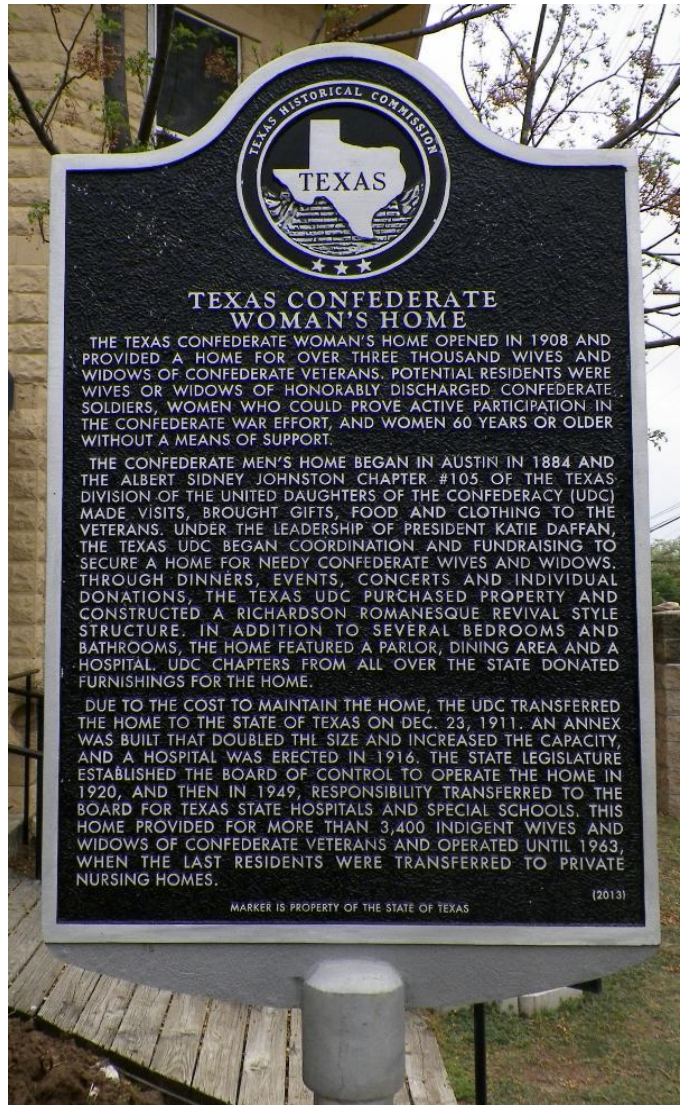 TEXAS HISTORICAL COMMISSION
TEXAS
TEXAS CONFEDERATE
WOMAN'S HOME
THE TEXAS CONFEDERATE WOMAN'S HOME OPENED IN 1908 AND
PROVIDED A HOME FOR OVER THREE THOUSAND WIVES AND
WIDOWS OF CONFEDERATE VETERANS. POTENTIAL RESIDENTS WERE
WIVES OR WIDOWS OF HONORABLY DISCHARGED CONFEDERATE
SOLDIERS, WOMEN WHO COULD PROVE ACTIVE PARTICIPATION IN
THE CONFEDERATE WAR EFFORT, AND WOMEN 60 YEARS OR OLDER
WITHOUT A MEANS OF SUPPORT.
THE CONFEDERATE MEN'S HOME BEGAN IN AUSTIN IN 1884 AND
THE ALBERT SIDNEY JOHNSTON CHAPTER #105 OF THE TEXAS
DIVISION OF THE UNITED DAUGHTERS OF THE CONFEDERACY (UDC)
MADE VISITS, BROUGHT GIFTS, FOOD AND CLOTHING TO THE
VETERANS. UNDER THE LEADERSHIP OF PRESIDENT KATIE DAFFAN,
THE TEXAS UDC BEGAN COORDINATION AND FUNDRAISING TO
SECURE A HOME FOR NEEDY CONFEDERATE WIVES AND WIDOWS.
THROUGH DINNERS, EVENTS, CONCERTS AND INDIVIDUAL
DONATIONS, THE TEXAS UDC PURCHASED PROPERTY AND
CONSTRUCTED A RICHARDSON ROMANESQUE REVIVAL STYLE
STRUCTURE. IN ADDITION TO SEVERAL BEDROOMS AND
BATHROOMS, THE HOME FEATURED A PARLOR, DINING AREA AND A
HOSPITAL. UDC CHAPTERS FROM ALL OVER THE STATE DONATED
FURNISHINGS FOR THE HOME.
DUE TO THE COST TO MAINTAIN THE HOME, THE UDC TRANSFERRED
THE HOME TO THE STATE OF TEXAS ON DEC. 23, 1911. AN ANNEX
WAS BUILT THAT DOUBLED THE SIZE AND INCREASED THE CAPACITY,
AND A HOSPITAL WAS ERECTED IN 1916. THE STATE LEGISLATURE
ESTABLISHED THE BOARD OF CONTROL TO OPERATE THE HOME IN
1920, AND THEN IN 1949, RESPONSIBILITY TRANSFERRED TO THE
BOARD FOR TEXAS STATE HOSPITALS AND SPECIAL SCHOOLS. THIS
HOME PROVIDED FOR MORE THAN 3,400 INDIGENT WIVES AND
WIDOWS OF CONFEDERATE VETERANS AND OPERATED UNTIL 1963,
WHEN THE LAST RESIDENTS WERE TRANSFERRED TO PRIVATE
NURSING HOMES.
(2013)
MARKER IS PROPERTY OF THE STATE OF TEXAS